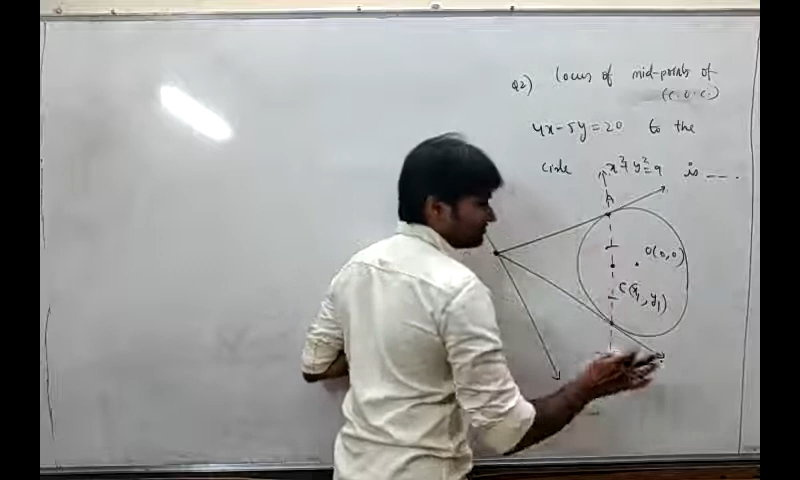 Q2) locus of mid-points of
(C.O.C.)
4x-5y=20 to the
circle x²+y²=9 is ---.
A
O(0,0)
C(x₁,y₁)